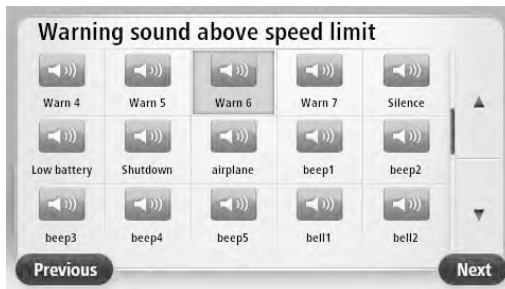 Warning sound above speed limit
Warn 4 Warn 5 Warn 6 Warn 7 Silence
Low battery Shutdown airplane beep1 beep2
beep3 beep4 beep5 bell1 bell2
Previous Next